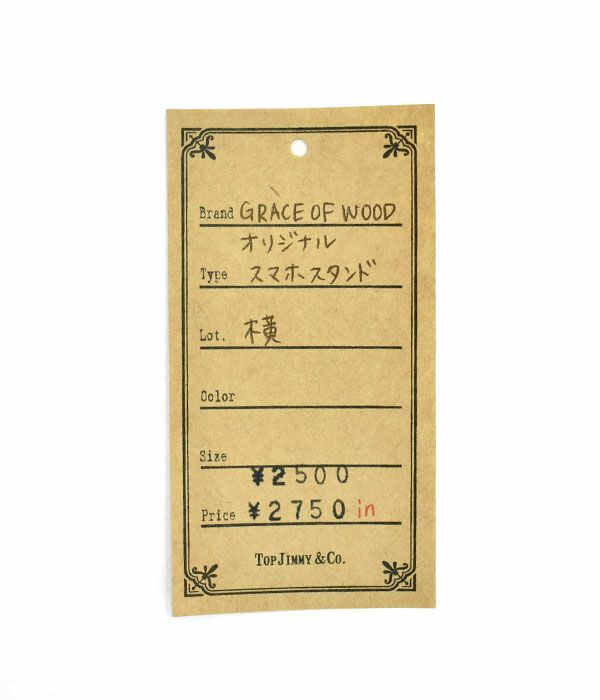 Brand GRACE OF WOOD
オリジナル
Type スマホスタンド
Lot. 横
Color
Size
¥2500
Price ¥2750 in
TOPJIMMY &CO.